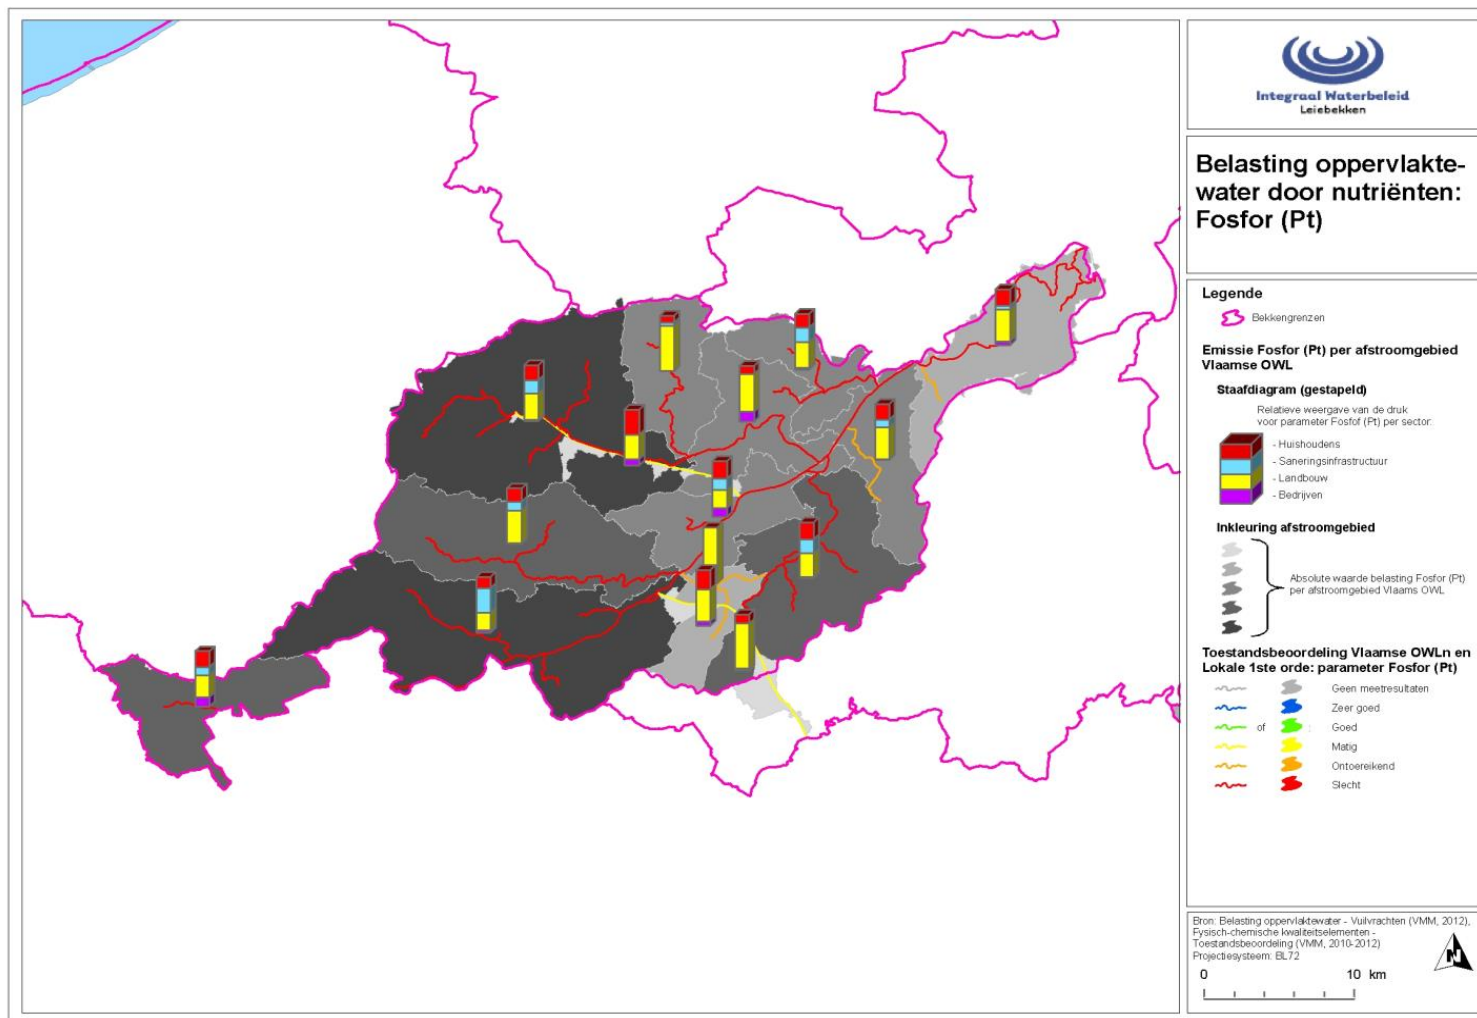 Integraal Waterbeleid
Leiebekken
Belasting oppervlakte-
water door nutriënten:
Fosfor (Pt)
Legende
Bekkengrenzen
Emissie Fosfor (Pt) per afstroomgebied
Vlaamse OWL
Staafdiagram (gestapeld)
Relatieve weergave van de druk
voor parameter Fosfor (Pt) per sector:
- Huishoudens
- Saneringsinfrastructuur
- Landbouw
- Bedrijven
Inkleuring afstroomgebied
Absolute waarde belasting Fosfor (Pt)
per afstroomgebied Vlaams OWL
Toestandsbeoordeling Vlaamse OWLn en
Lokale 1ste orde: parameter Fosfor (Pt)
Geen meetresultaten
Zeer goed
of : Goed
Matig
Ontoereikend
Slecht
Bron: Belasting oppervlaktewater - Vuilvrachten (VMM, 2012),
Fysisch-chemische kwaliteitselementen -
Toestandsbeoordeling (VMM, 2010-2012)
Projectiesysteem: BL72
N
0 10 km